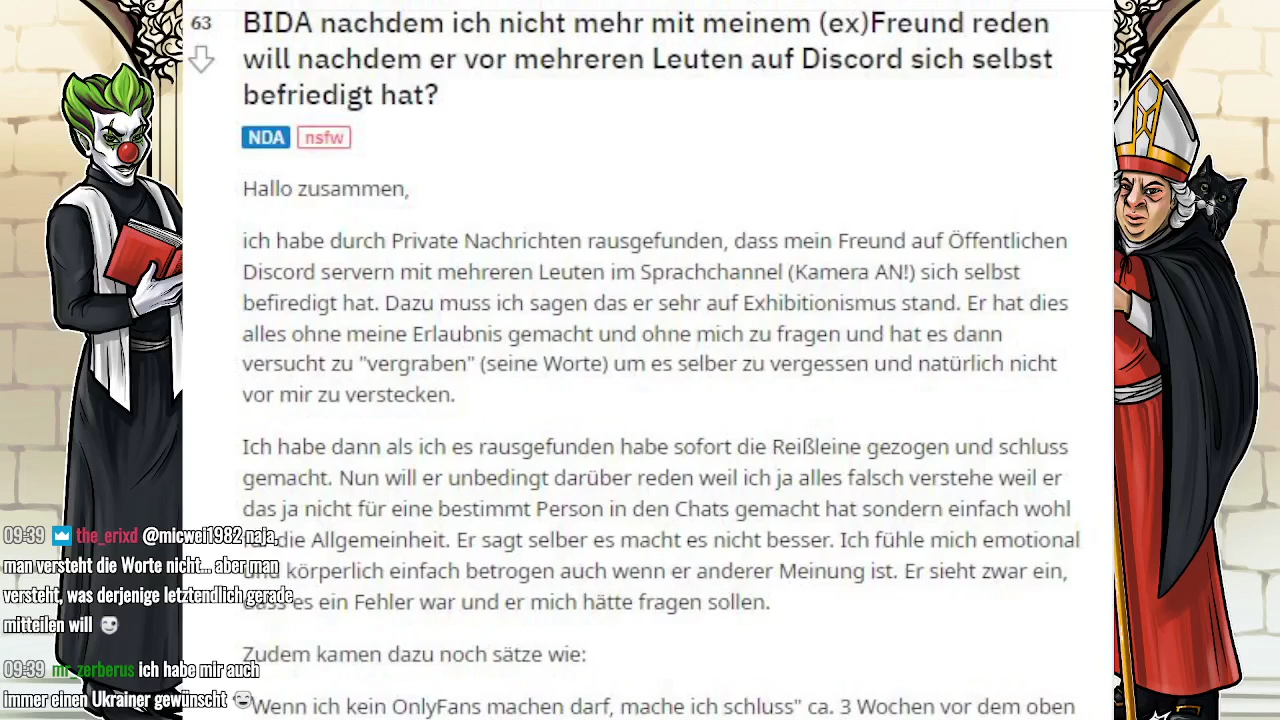 63
BIDA nachdem ich nicht mehr mit meinem (ex)Freund reden
will nachdem er vor mehreren Leuten auf Discord sich selbst
befriedigt hat?
NDA nsfw
Hallo zusammen,
ich habe durch Private Nachrichten rausgefunden, dass mein Freund auf Öffentlichen
Discord servern mit mehreren Leuten im Sprachchannel (Kamera AN!) sich selbst
befiredigt hat. Dazu muss ich sagen das er sehr auf Exhibitionismus stand. Er hat dies
alles ohne meine Erlaubnis gemacht und ohne mich zu fragen und hat es dann
versucht zu "vergraben" (seine Worte) um es selber zu vergessen und natürlich nicht
vor mir zu verstecken.
Ich habe dann als ich es rausgefunden habe sofort die Reißleine gezogen und schluss
gemacht. Nun will er unbedingt darüber reden weil ich ja alles falsch verstehe weil er
das ja nicht für eine bestimmt Person in den Chats gemacht hat sondern einfach wohl
die Allgemeinheit. Er sagt selber es macht es nicht besser. Ich fühle mich emotional
und körperlich einfach betrogen auch wenn er anderer Meinung ist. Er sieht zwar ein,
dass es ein Fehler war und er mich hätte fragen sollen.
Zudem kamen dazu noch sätze wie:
"Wenn ich kein OnlyFans machen darf, mache ich schluss" ca. 3 Wochen vor dem oben
09:39 the_erixd @micwei1982 naja,
man versteht die Worte nicht... aber man
versteht, was derjenige letztendlich gerade
mitteilen will
09:39 mr_zerberus ich habe mir auch
immer einen Ukrainer gewünscht